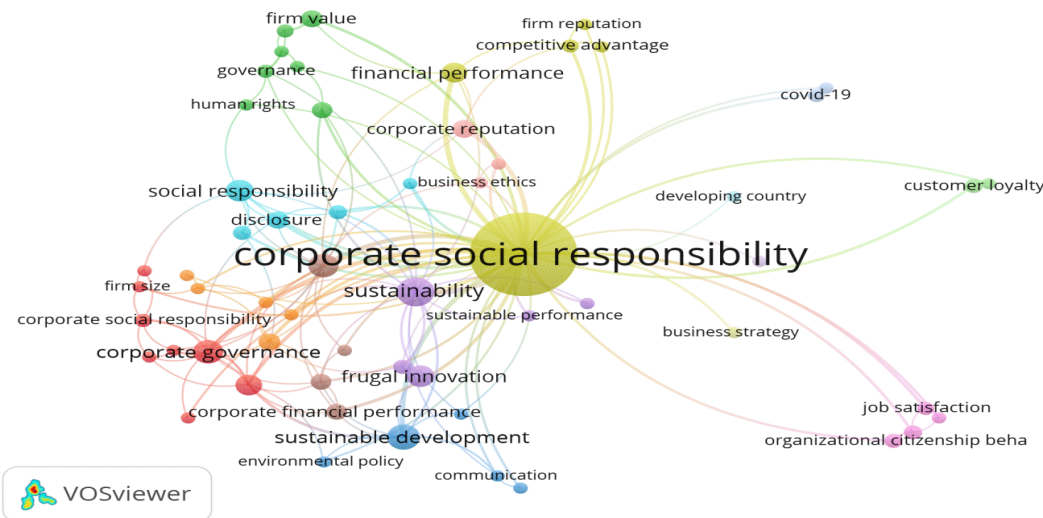 firm value
firm reputation
competitive advantage
governance
financial performance
covid-19
human rights
corporate reputation
business ethics
social responsibility
customer loyalty
developing country
disclosure
corporate social responsibility
firm size
sustainability
corporate social responsibility
sustainable performance
business strategy
corporate governance
frugal innovation
corporate financial performance
job satisfaction
sustainable development
organizational citizenship beha
environmental policy
communication
VOSviewer